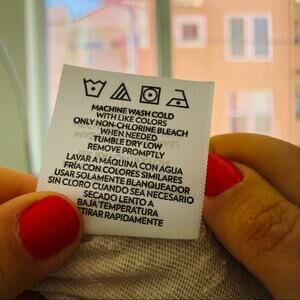 MACHINE WASH COLD
WITH LIKE COLORS
ONLY NON-CHLORINE BLEACH
WHEN NEEDED
TUMBLE DRY LOW
REMOVE PROMPTLY
LAVAR A MÁQUINA CON AGUA
FRÍA CON COLORES SIMILARES
USAR SOLAMENTE BLANQUEADOR
SIN CLORO CUANDO SEA NECESARIO
SECADO LENTO A
BAJA TEMPERATURA
RETIRAR RAPIDAMENTE